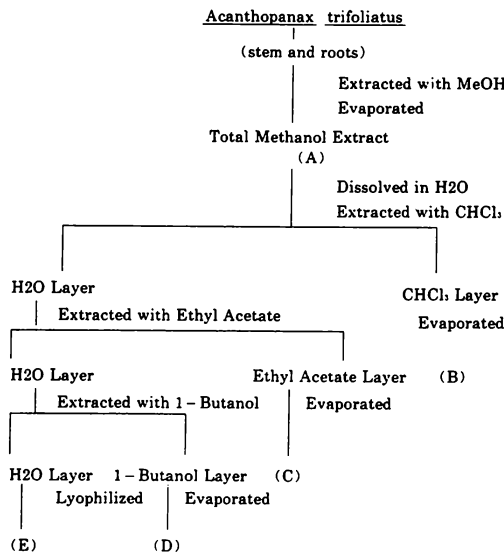 Acanthopanax trifoliatus
(stem and roots)
Extracted with MeOH
Evaporated
Total Methanol Extract
(A)
Dissolved in H2O
Extracted with CHCl₃
H2O Layer
CHCl₃ Layer
Extracted with Ethyl Acetate
Evaporated
H2O Layer
Ethyl Acetate Layer (B)
Extracted with 1-Butanol
Evaporated
H2O Layer 1-Butanol Layer (C)
Lyophilized Evaporated
(E) (D)